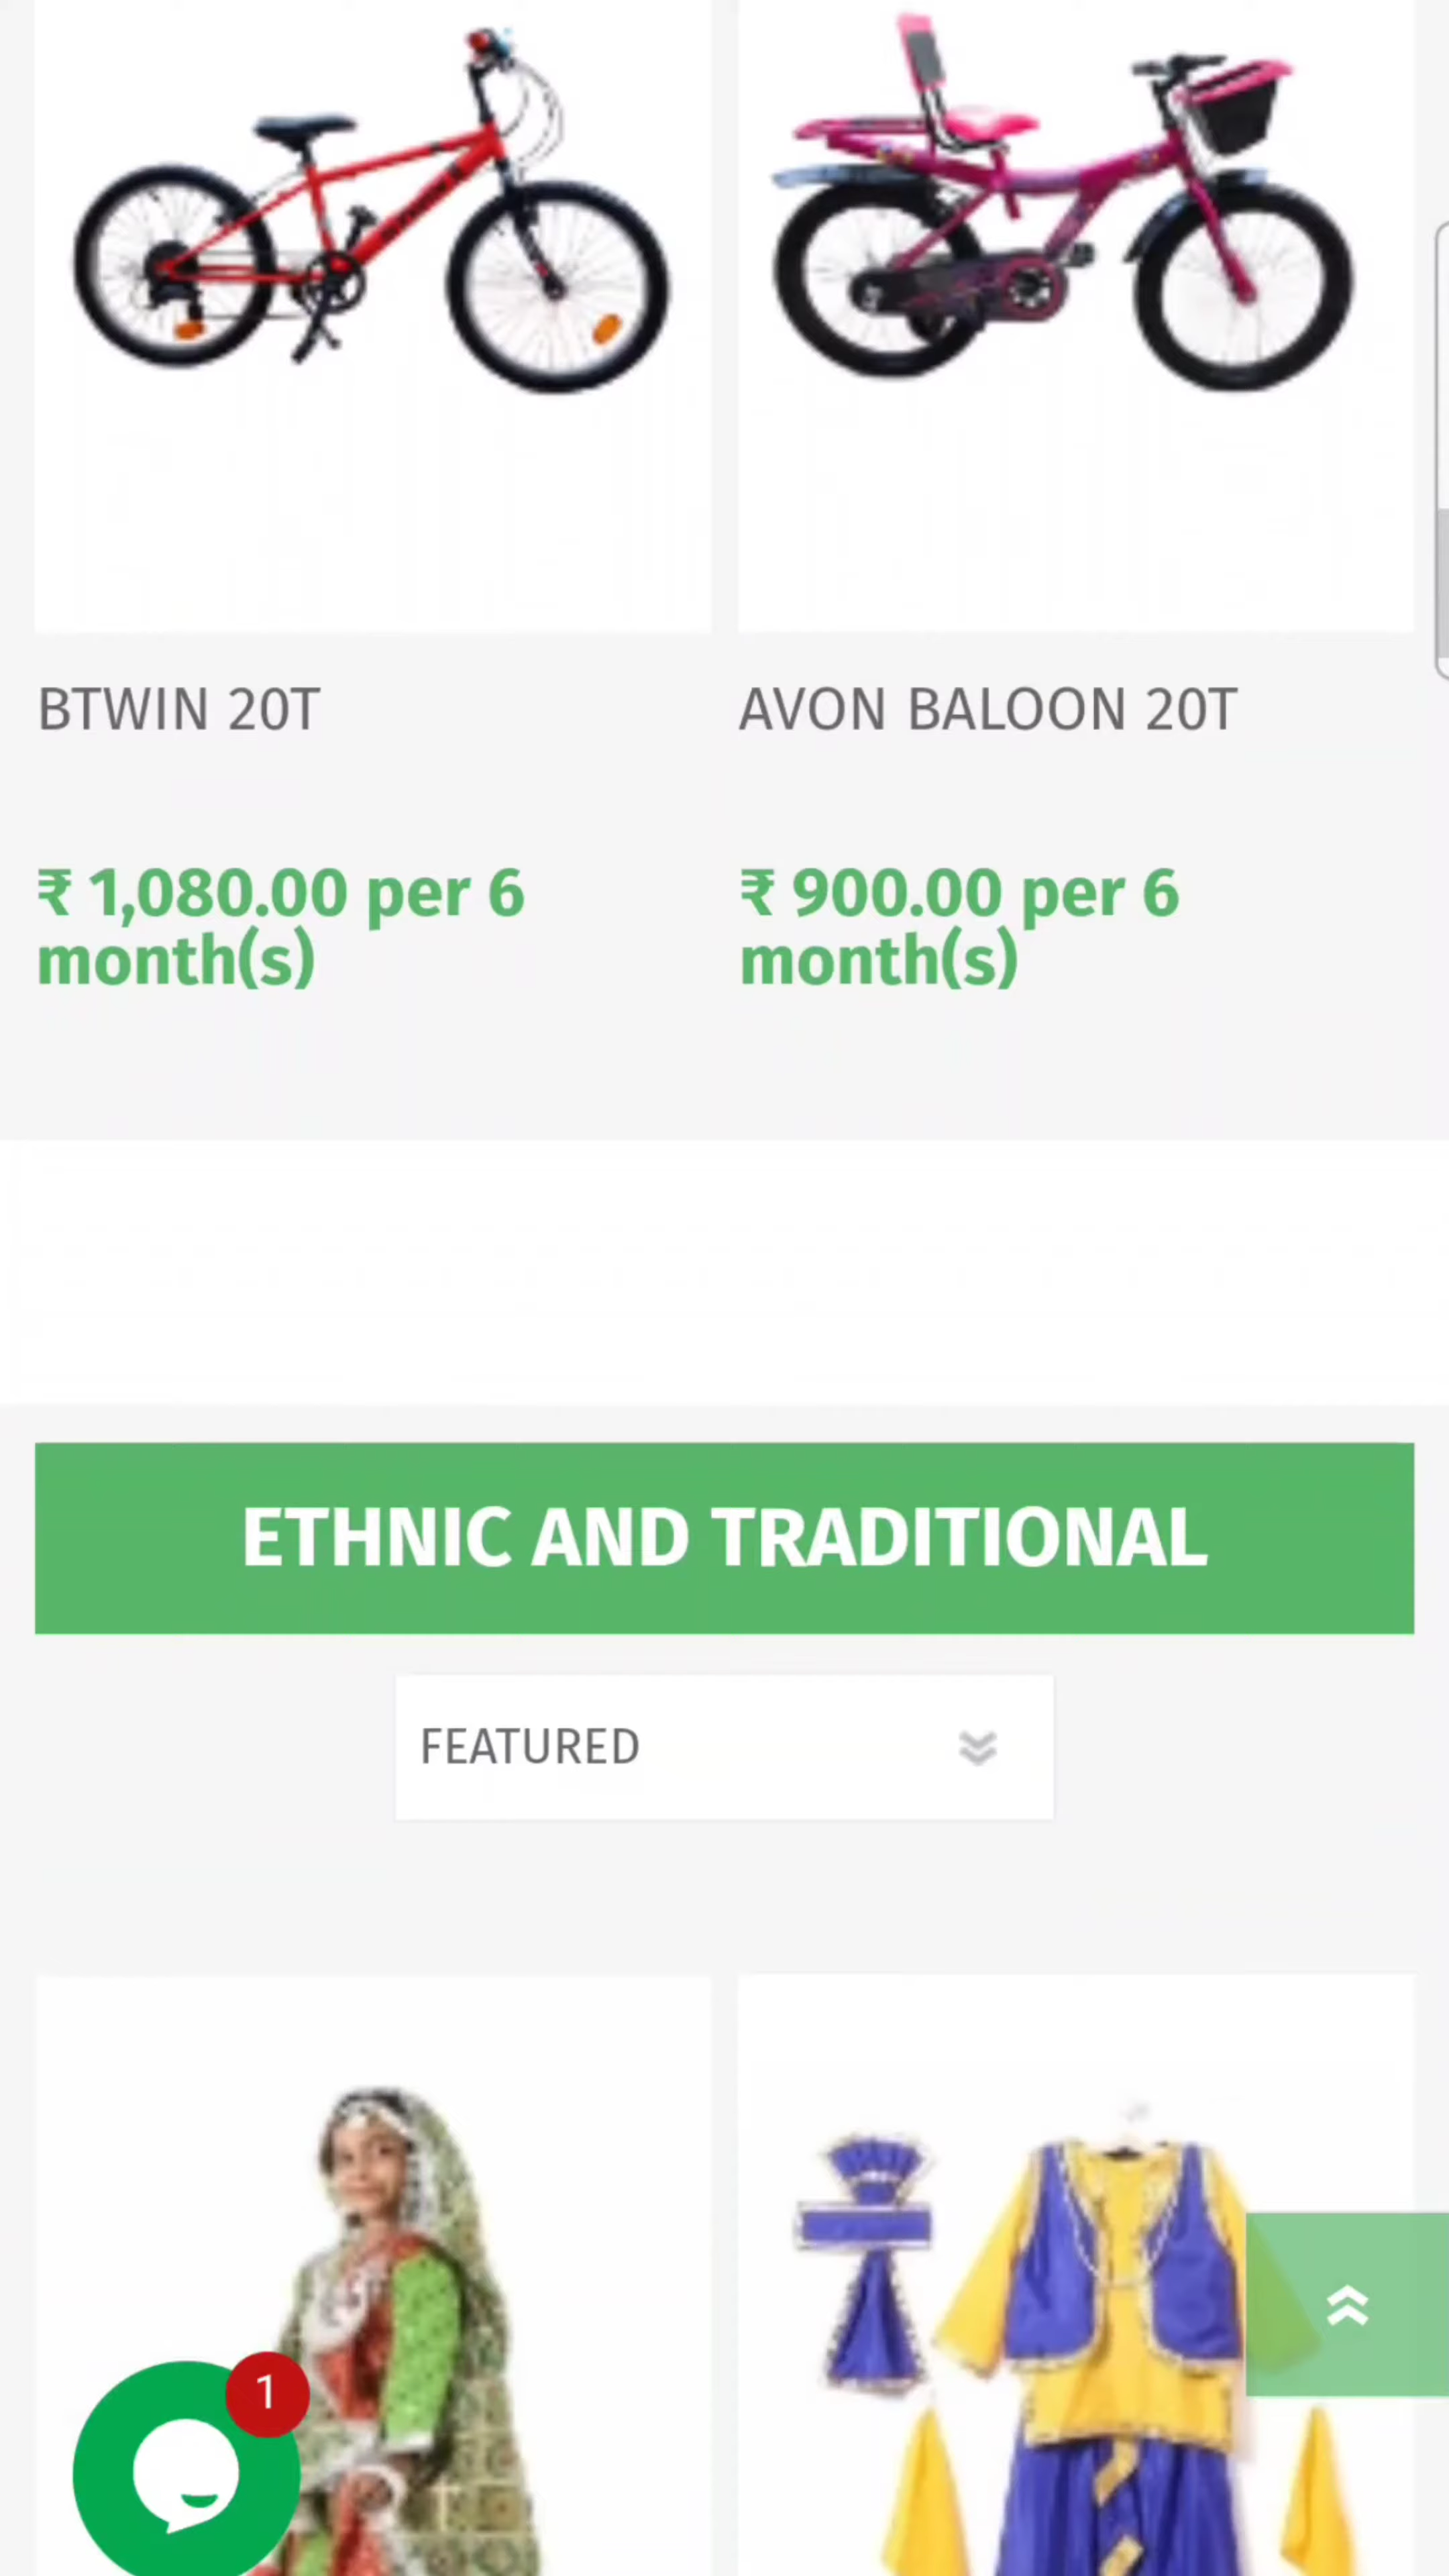 BTWIN 20T
AVON BALOON 20T
₹ 1,080.00 per 6
month(s)
₹ 900.00 per 6
month(s)
ETHNIC AND TRADITIONAL
FEATURED
1